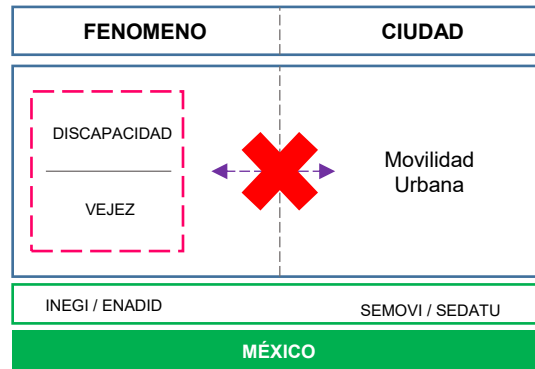 FENOMENO
CIUDAD
DISCAPACIDAD
VEJEZ
Movilidad
Urbana
INEGI / ENADID
SEMOVI / SEDATU
MÉXICO